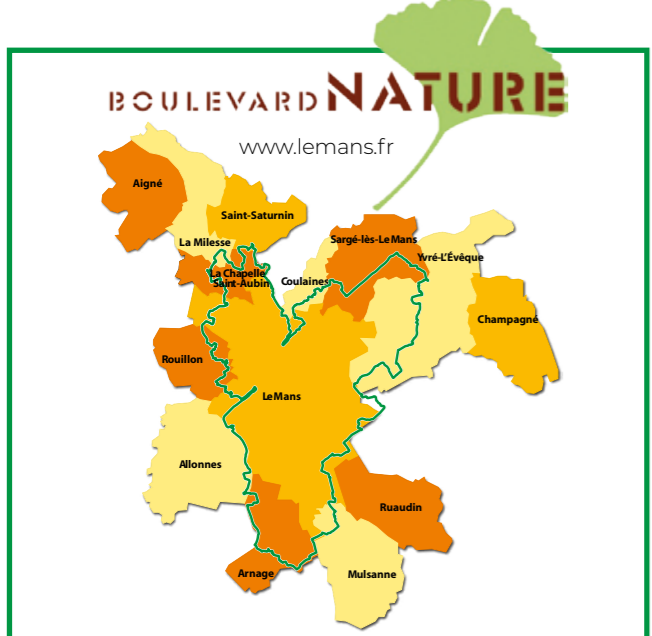 BOULEVARD NATURE
www.lemans.fr
Aigné
Saint-Saturnin
La Milesse
Sargé-lès-Le Mans
Yvré-L'Évêque
La Chapelle
Saint-Aubin
Coulaines
Champagné
Rouillon
Le Mans
Allonnes
Ruaudin
Arnage
Mulsanne